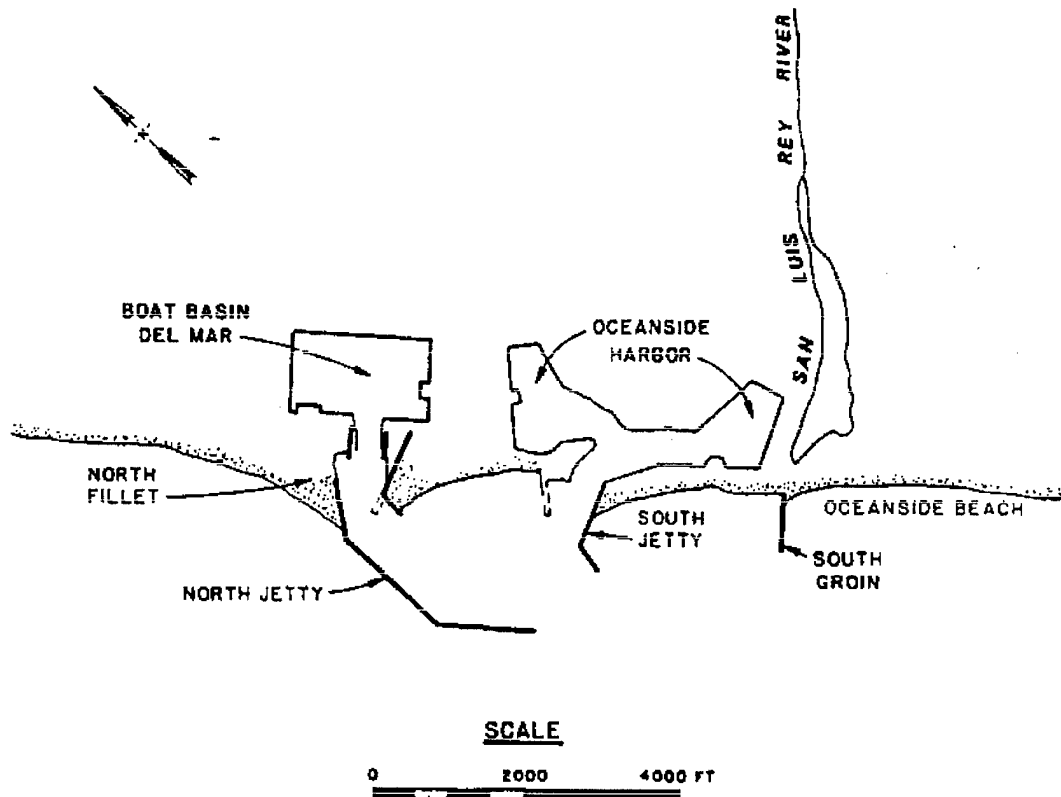 SAN LUIS REY RIVER
N
BOAT BASIN
DEL MAR
OCEANSIDE
HARBOR
NORTH
FILLET
OCEANSIDE BEACH
SOUTH
JETTY
SOUTH
GROIN
NORTH JETTY
SCALE
0 2000 4000 FT